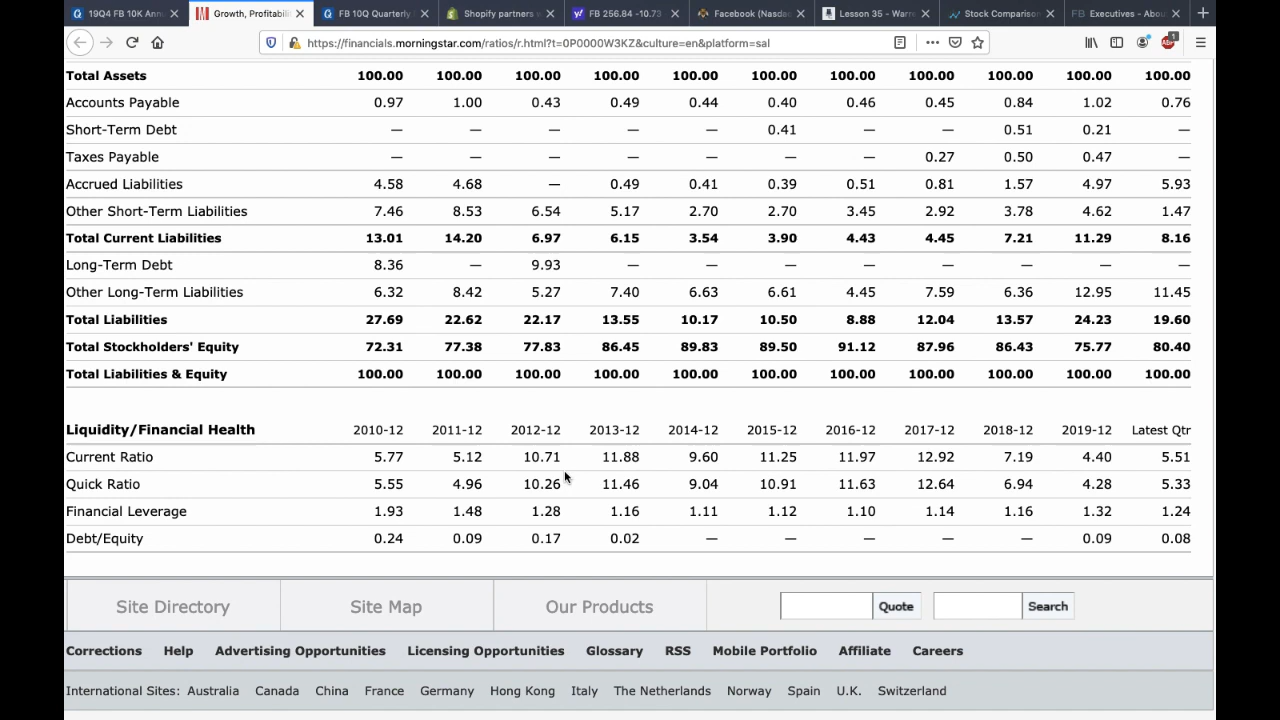 19Q4 FB 10K Ann
Growth, Profitabili
FB 10Q Quarterly
Shopify partners w
FB 256.84 -10.73
Facebook (Nasdaq
Lesson 35 - Warre
Stock Comparison
FB Executives - Abou
https://financials.morningstar.com/ratios/r.html?t=0P0000W3KZ&culture=en&platform=sal
Total Assets 100.00 100.00 100.00 100.00 100.00 100.00 100.00 100.00 100.00 100.00 100.00
Accounts Payable 0.97 1.00 0.43 0.49 0.44 0.40 0.46 0.45 0.84 1.02 0.76
Short-Term Debt — — — — — 0.41 — — 0.51 0.21 —
Taxes Payable — — — — — — — 0.27 0.50 0.47 —
Accrued Liabilities 4.58 4.68 — 0.49 0.41 0.39 0.51 0.81 1.57 4.97 5.93
Other Short-Term Liabilities 7.46 8.53 6.54 5.17 2.70 2.70 3.45 2.92 3.78 4.62 1.47
Total Current Liabilities 13.01 14.20 6.97 6.15 3.54 3.90 4.43 4.45 7.21 11.29 8.16
Long-Term Debt 8.36 — 9.93 — — — — — — — —
Other Long-Term Liabilities 6.32 8.42 5.27 7.40 6.63 6.61 4.45 7.59 6.36 12.95 11.45
Total Liabilities 27.69 22.62 22.17 13.55 10.17 10.50 8.88 12.04 13.57 24.23 19.60
Total Stockholders' Equity 72.31 77.38 77.83 86.45 89.83 89.50 91.12 87.96 86.43 75.77 80.40
Total Liabilities & Equity 100.00 100.00 100.00 100.00 100.00 100.00 100.00 100.00 100.00 100.00 100.00
Liquidity/Financial Health 2010-12 2011-12 2012-12 2013-12 2014-12 2015-12 2016-12 2017-12 2018-12 2019-12 Latest Qtr
Current Ratio 5.77 5.12 10.71 11.88 9.60 11.25 11.97 12.92 7.19 4.40 5.51
Quick Ratio 5.55 4.96 10.26 11.46 9.04 10.91 11.63 12.64 6.94 4.28 5.33
Financial Leverage 1.93 1.48 1.28 1.16 1.11 1.12 1.10 1.14 1.16 1.32 1.24
Debt/Equity 0.24 0.09 0.17 0.02 — — — — — 0.09 0.08
Site Directory Site Map Our Products Quote Search
Corrections Help Advertising Opportunities Licensing Opportunities Glossary RSS Mobile Portfolio Affiliate Careers
International Sites: Australia Canada China France Germany Hong Kong Italy The Netherlands Norway Spain U.K. Switzerland